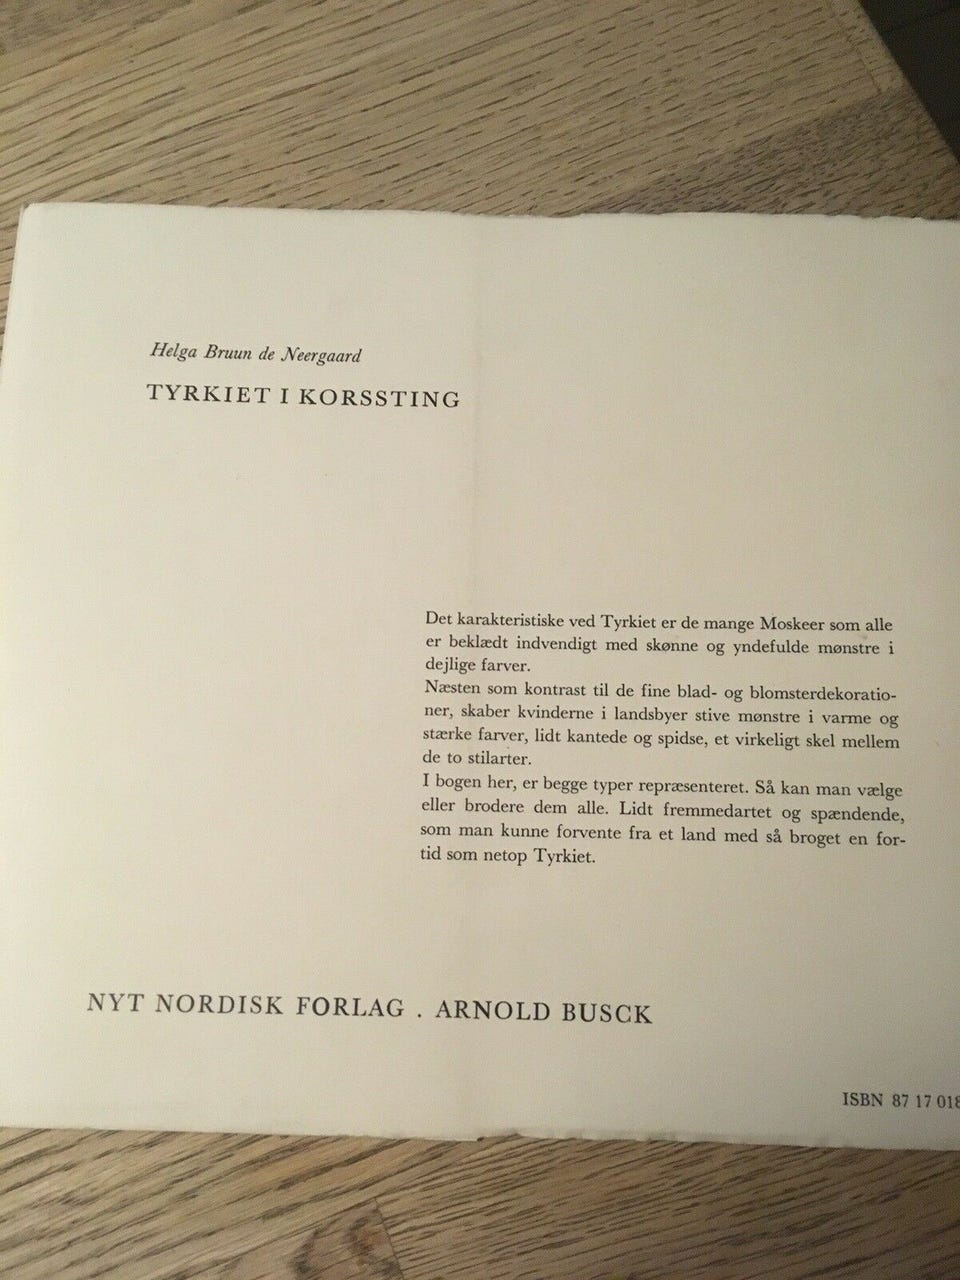 Helga Bruun de Neergaard
TYRKIET I KORSSTING
Det karakteristiske ved Tyrkiet er de mange Moskeer som alle
er beklædt indvendigt med skønne og yndefulde mønstre i
dejlige farver.
Næsten som kontrast til de fine blad- og blomsterdekoratio-
ner, skaber kvinderne i landsbyer stive mønstre i varme og
stærke farver, lidt kantede og spidse, et virkeligt skel mellem
de to stilarter.
I bogen her, er begge typer repræsenteret. Så kan man vælge
eller brodere dem alle. Lidt fremmedartet og spændende,
som man kunne forvente fra et land med så broget en for-
tid som netop Tyrkiet.
NYT NORDISK FORLAG . ARNOLD BUSCK
ISBN 87 17 018